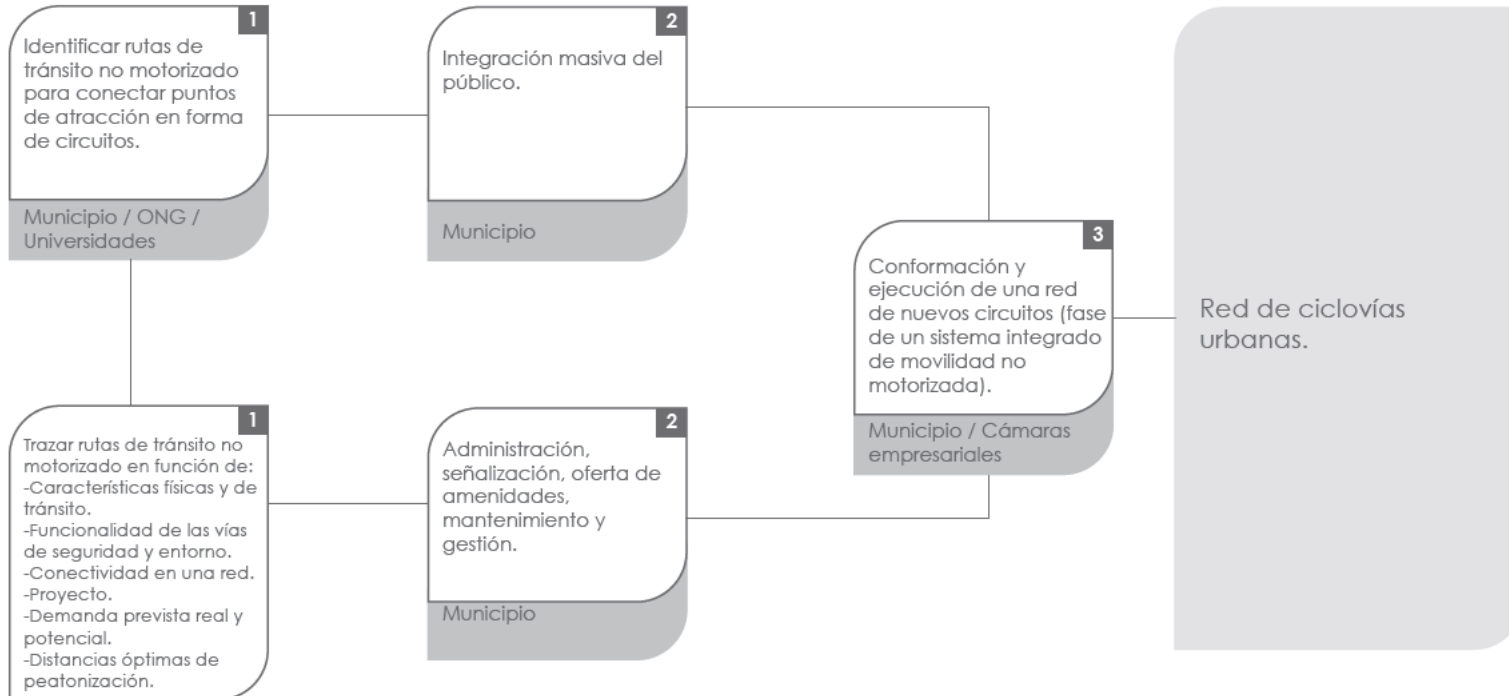 1
Identificar rutas de
tránsito no motorizado
para conectar puntos
de atracción en forma
de circuitos.
Municipio / ONG /
Universidades
2
Integración masiva del
público.
Municipio
1
Trazar rutas de tránsito no
motorizado en función de:
-Características físicas y de
tránsito.
-Funcionalidad de las vías
de seguridad y entorno.
-Conectividad en una red.
-Proyecto.
-Demanda prevista real y
potencial.
-Distancias óptimas de
peatonización.
2
Administración,
señalización, oferta de
amenidades,
mantenimiento y
gestión.
Municipio
3
Conformación y
ejecución de una red
de nuevos circuitos (fase
de un sistema integrado
de movilidad no
motorizada).
Municipio / Cámaras
empresariales
Red de ciclovías
urbanas.